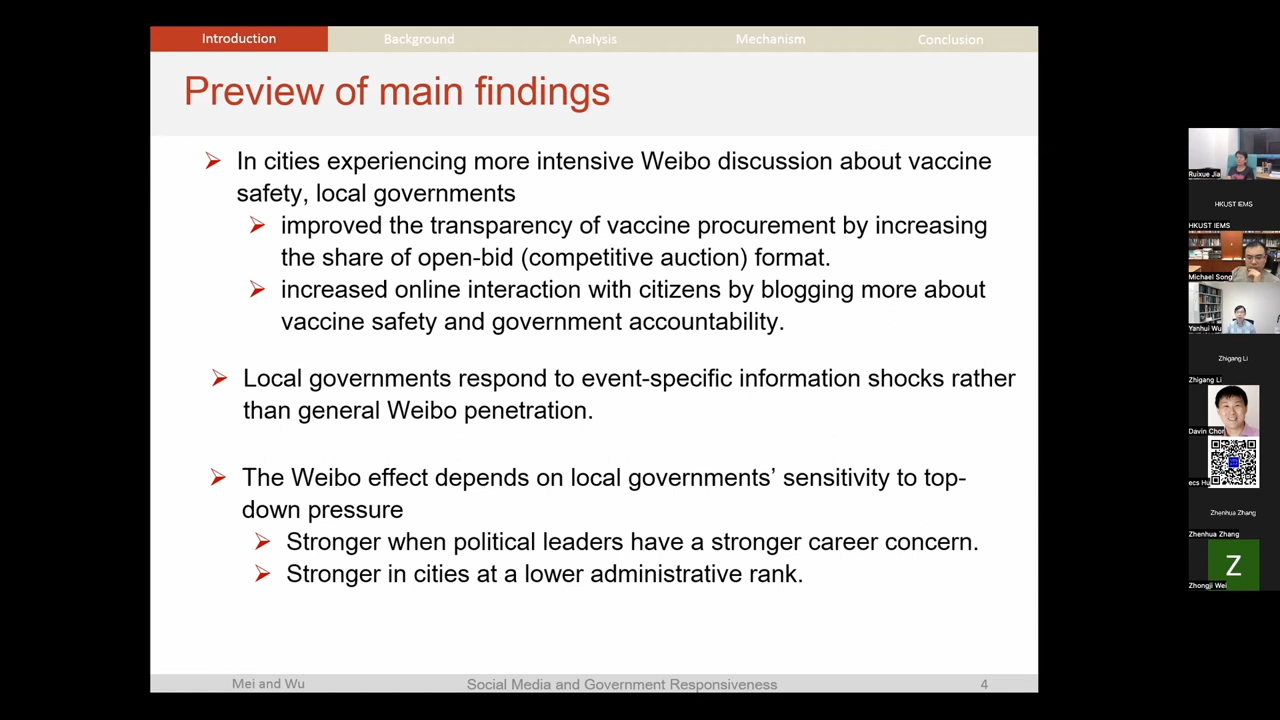 Introduction
Background
Analysis
Mechanism
Conclusion
Preview of main findings
In cities experiencing more intensive Weibo discussion about vaccine
safety, local governments
improved the transparency of vaccine procurement by increasing
the share of open-bid (competitive auction) format.
increased online interaction with citizens by blogging more about
vaccine safety and government accountability.
Local governments respond to event-specific information shocks rather
than general Weibo penetration.
The Weibo effect depends on local governments’ sensitivity to top-
down pressure
Stronger when political leaders have a stronger career concern.
Stronger in cities at a lower administrative rank.
Mei and Wu
Social Media and Government Responsiveness
4
Ruixue Jia
HKUST IEMS
HKUST IEMS
Michael Song
Yanhui Wu
Zhigang Li
Zhigang Li
Davin Chor
ecs
Zhenhua Zhang
Zhenhua Zhang
Z
Zhongji Wei